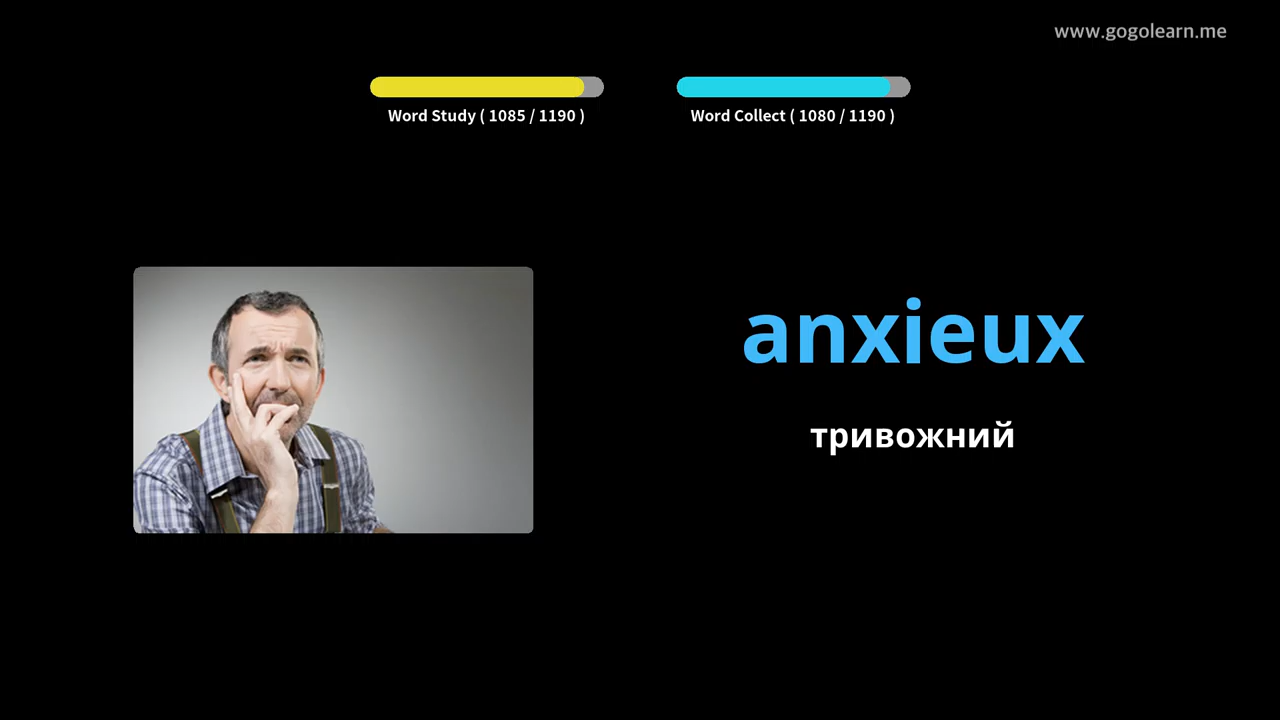 www.gogolearn.me
Word Study ( 1085 / 1190 )
Word Collect ( 1080 / 1190 )
anxieux
тривожний